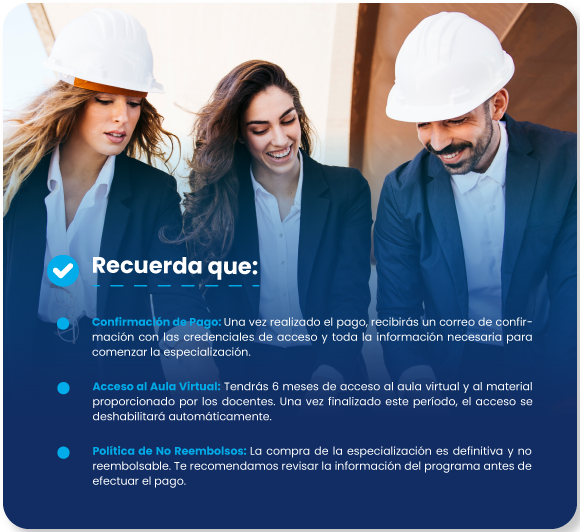 Recuerda que:
Confirmación de Pago: Una vez realizado el pago, recibirás un correo de confir-
mación con las credenciales de acceso y toda la información necesaria para
comenzar la especialización.
Acceso al Aula Virtual: Tendrás 6 meses de acceso al aula virtual y al material
proporcionado por los docentes. Una vez finalizado este período, el acceso se
deshabilitará automáticamente.
Política de No Reembolsos: La compra de la especialización es definitiva y no
reembolsable. Te recomendamos revisar la información del programa antes de
efectuar el pago.